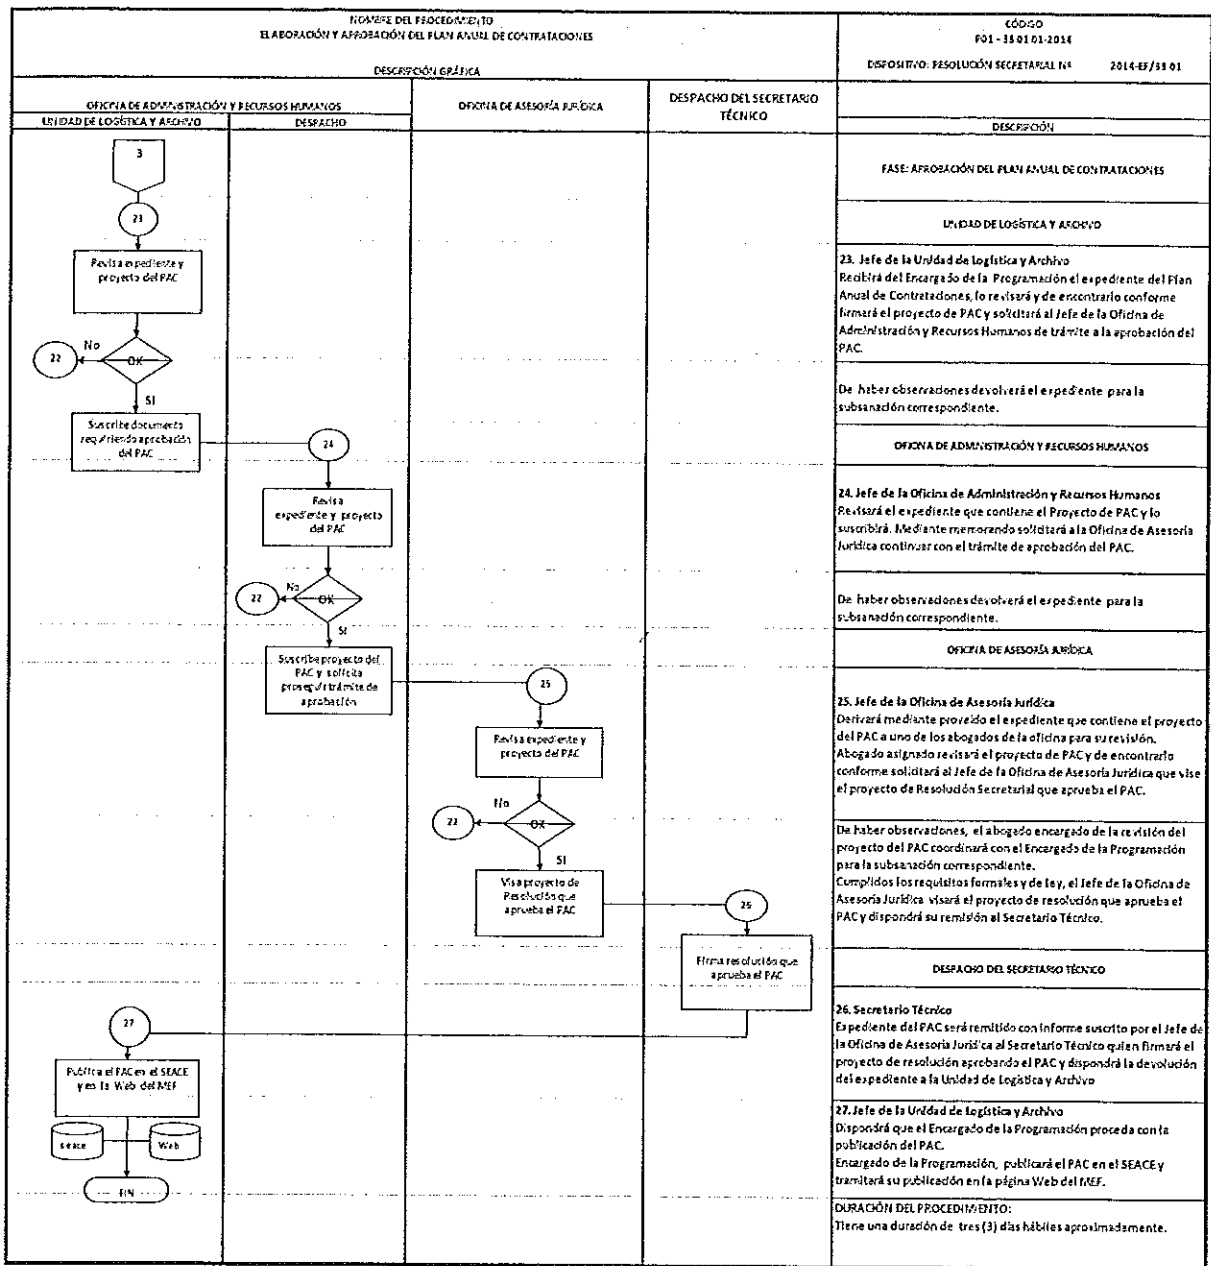 NOMBRE DEL PROCEDIMIENTO
ELABORACIÓN Y APROBACIÓN DEL PLAN ANUAL DE CONTRATACIONES
DESCRIPCIÓN GRÁFICA
CÓDIGO
P01 - 35 01 01-2014
DISPOSITIVO: RESOLUCIÓN SECRETARIAL Nº 2014-EF/35 01
OFICINA DE ADMINISTRACIÓN Y RECURSOS HUMANOS
UNIDAD DE LOGÍSTICA Y ARCHIVO
DESPACHO
OFICINA DE ASESORÍA JURÍDICA
DESPACHO DEL SECRETARIO
TÉCNICO
DESCRIPCIÓN
3
23
Revisa expediente y
proyecto del PAC
No
22
OK
SI
Suscribe documento
requiriendo aprobación
del PAC
24
Revisa
expediente y proyecto
del PAC
No
22
OK
SI
Suscribe proyecto del
PAC y solicita
proseguir trámite de
aprobación
25
Revisa expediente y
proyecto del PAC
No
22
OK
SI
Visa proyecto de
Resolución que
aprueba el PAC
26
Firma resolución que
aprueba el PAC
27
Publica el PAC en el SEACE
y en la Web del MEF
seace
Web
FIN
FASE: APROBACIÓN DEL PLAN ANUAL DE CONTRATACIONES
UNIDAD DE LOGÍSTICA Y ARCHIVO
23. Jefe de la Unidad de Logística y Archivo
Recibirá del Encargado de la Programación el expediente del Plan
Anual de Contrataciones, lo revisará y de encontrarlo conforme
firmará el proyecto de PAC y solicitará al Jefe de la Oficina de
Administración y Recursos Humanos de trámite a la aprobación del
PAC.
De haber observaciones devolverá el expediente para la
subsanación correspondiente.
OFICINA DE ADMINISTRACIÓN Y RECURSOS HUMANOS
24. Jefe de la Oficina de Administración y Recursos Humanos
Revisará el expediente que contiene el Proyecto de PAC y lo
suscribirá. Mediante memorando solicitará a la Oficina de Asesoría
Jurídica continuar con el trámite de aprobación del PAC.
De haber observaciones devolverá el expediente para la
subsanación correspondiente.
OFICINA DE ASESORÍA JURÍDICA
25. Jefe de la Oficina de Asesoría Jurídica
Derivará mediante proveído el expediente que contiene el proyecto
del PAC a uno de los abogados de la oficina para su revisión.
Abogado asignado revisará el proyecto de PAC y de encontrarlo
conforme solicitará al Jefe de la Oficina de Asesoría Jurídica que vise
el proyecto de Resolución Secretarial que aprueba el PAC.
De haber observaciones, el abogado encargado de la revisión del
proyecto del PAC coordinará con el Encargado de la Programación
para la subsanación correspondiente.
Cumplidos los requisitos formales y de ley, el Jefe de la Oficina de
Asesoría Jurídica visará el proyecto de resolución que aprueba el
PAC y dispondrá su remisión al Secretario Técnico.
DESPACHO DEL SECRETARIO TÉCNICO
26. Secretario Técnico
Expediente del PAC será remitido con informe suscrito por el Jefe de
la Oficina de Asesoría Jurídica al Secretario Técnico quien firmará el
proyecto de resolución aprobando el PAC y dispondrá la devolución
del expediente a la Unidad de Logística y Archivo
27. Jefe de la Unidad de Logística y Archivo
Dispondrá que el Encargado de la Programación proceda con la
publicación del PAC.
Encargado de la Programación, publicará el PAC en el SEACE y
tramitará su publicación en la página Web del MEF.
DURACIÓN DEL PROCEDIMIENTO:
Tiene una duración de tres (3) días hábiles aproximadamente.